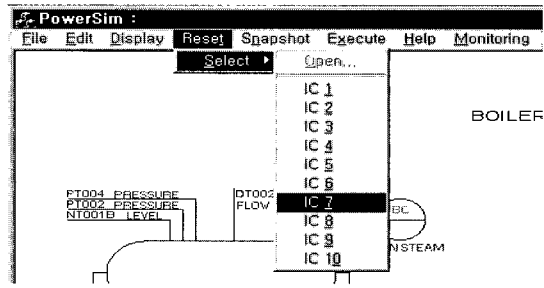 PowerSim :
File Edit Display Reset Snapshot Execute Help Monitoring
Select
Open...
IC 1
IC 2
IC 3
IC 4
IC 5
IC 6
IC 7
IC 8
IC 9
IC 10
BOILER
PT004 PRESSURE
PT002 PRESSURE
NT001B LEVEL
DT002
FLOW
BC
N STEAM